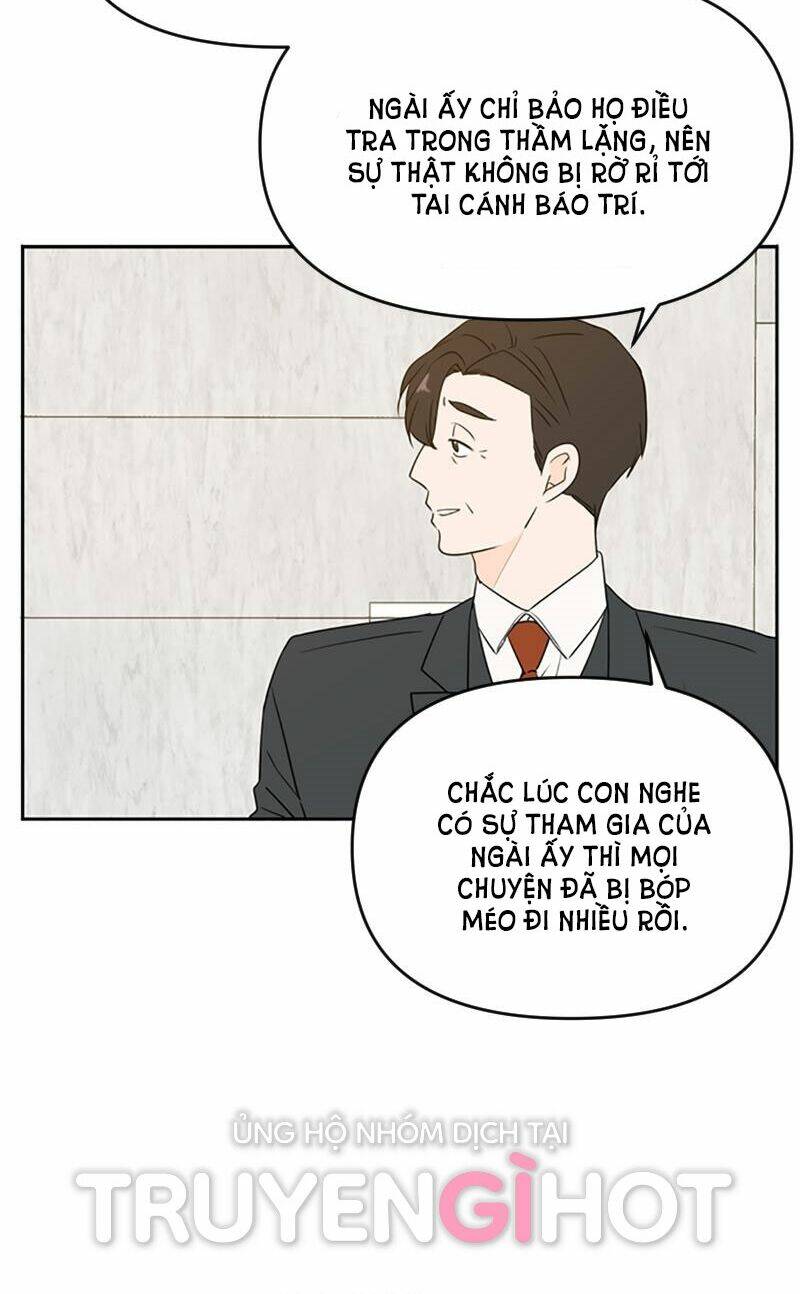 NGÀI ẤY CHỈ BẢO HỌ ĐIỀU
TRA TRONG THẦM LẶNG, NÊN
SỰ THẬT KHÔNG BỊ RỜ RỈ TỚI
TAI CÁNH BÁO TRÍ.
CHẮC LÚC CON NGHE
CÓ SỰ THAM GIA CỦA
NGÀI ẤY THÌ MỌI
CHUYỆN ĐÃ BỊ BÓP
MÉO ĐI NHIỀU RỒI.
ỦNG HỘ NHÓM DỊCH TẠI
TRUYENGÌHOT